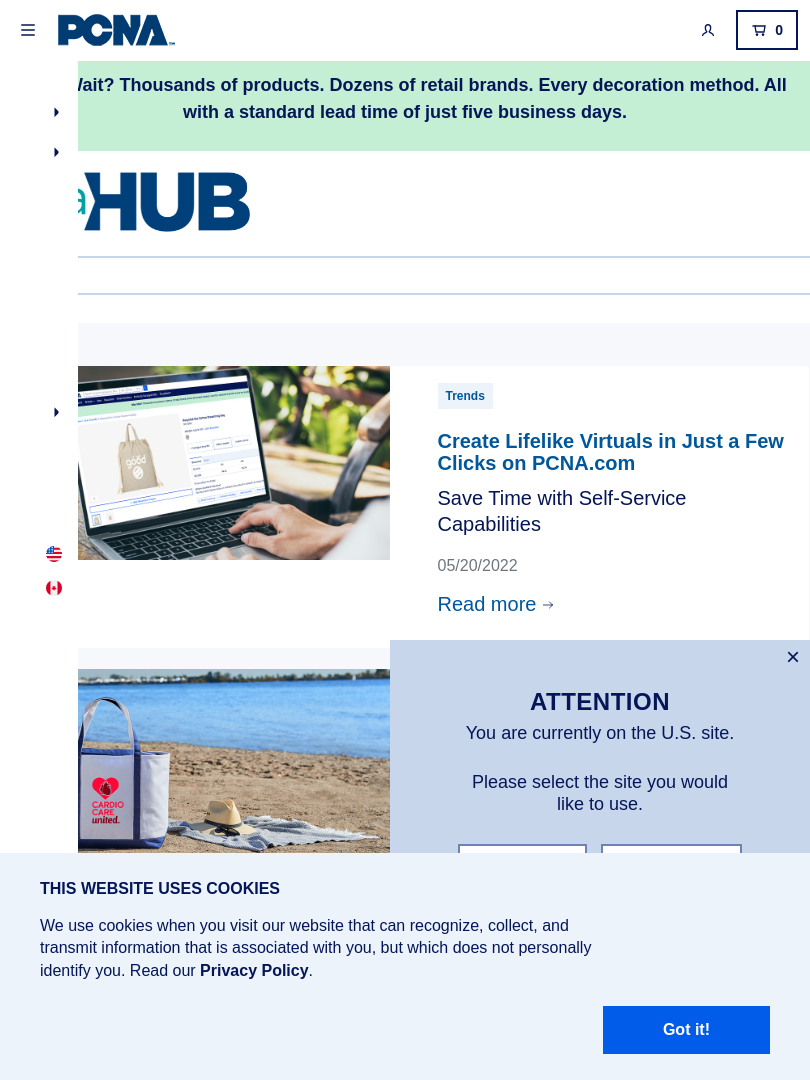 PCNA
0
Wait? Thousands of products. Dozens of retail brands. Every decoration method. All
with a standard lead time of just five business days.
HUB
Trends
Create Lifelike Virtuals in Just a Few
Clicks on PCNA.com
Save Time with Self-Service
Capabilities
05/20/2022
Read more
good
ATTENTION
You are currently on the U.S. site.
Please select the site you would
like to use.
CARDIO
CARE
united.
THIS WEBSITE USES COOKIES
We use cookies when you visit our website that can recognize, collect, and
transmit information that is associated with you, but which does not personally
identify you. Read our Privacy Policy.
Got it!